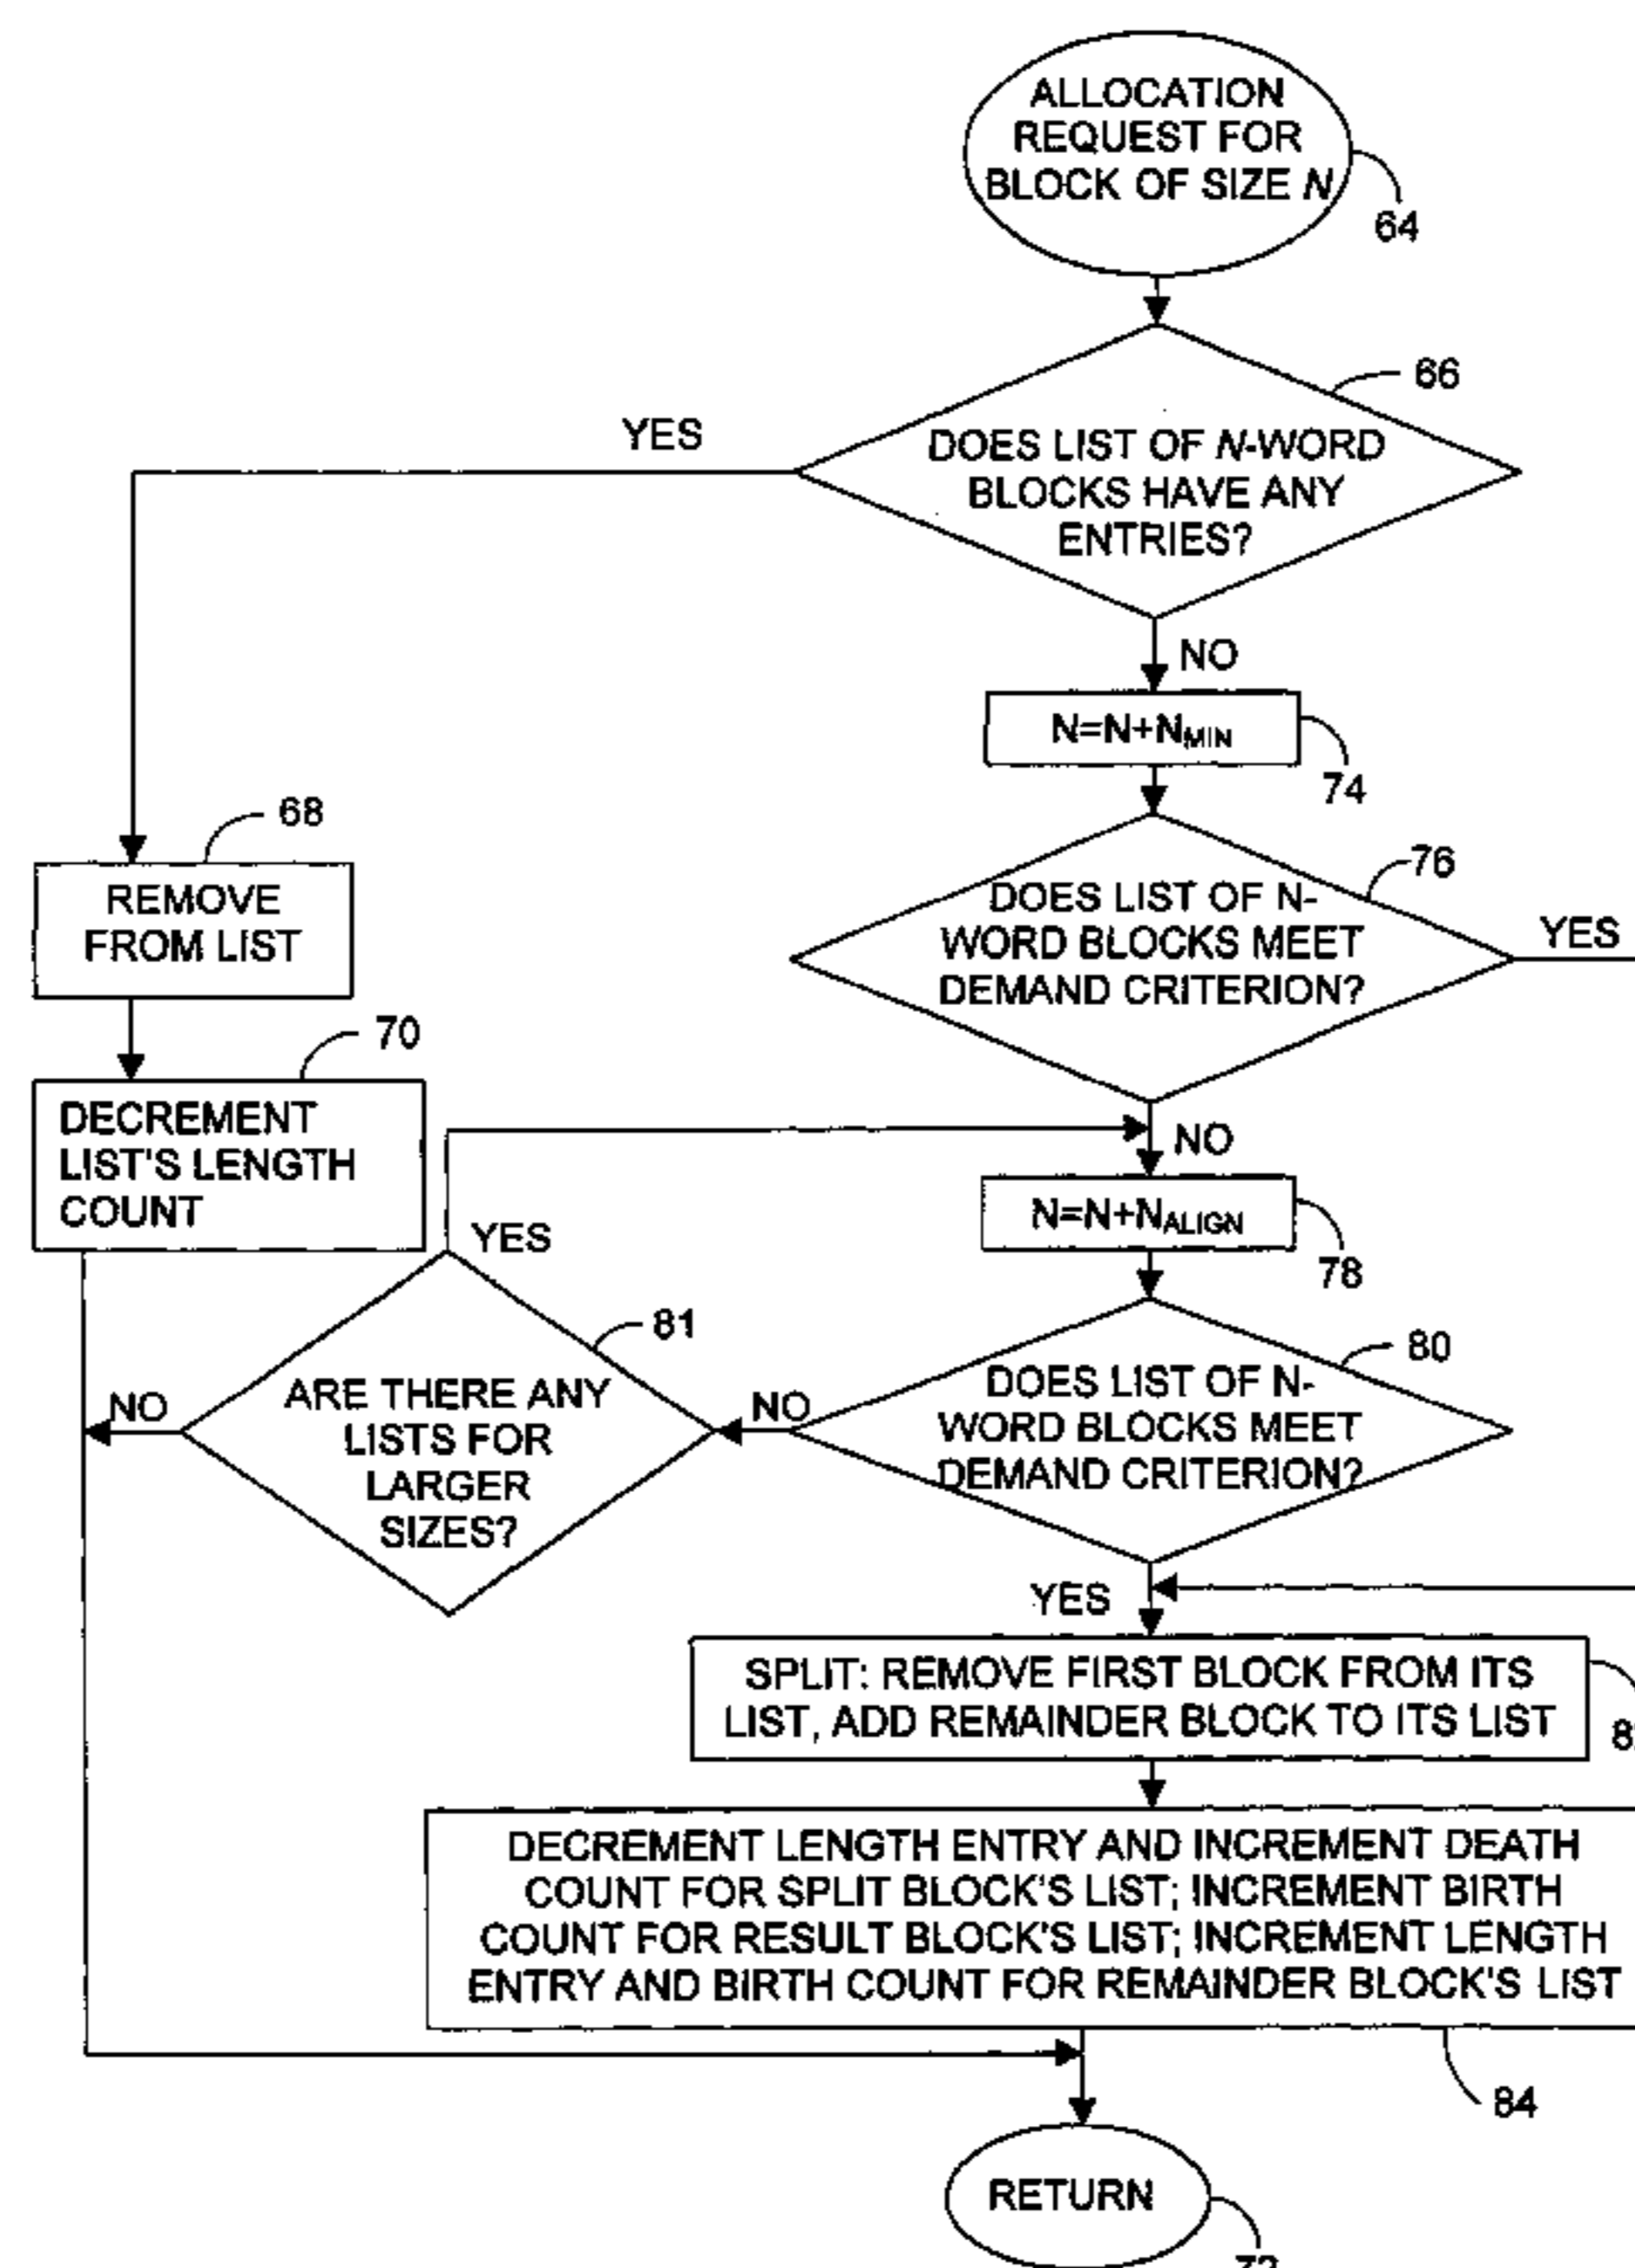 ALLOCATION
REQUEST FOR
BLOCK OF SIZE N
64
66
YES
DOES LIST OF N-WORD
BLOCKS HAVE ANY
ENTRIES?
NO
N=N+NMIN
74
68
REMOVE
FROM LIST
76
DOES LIST OF N-
WORD BLOCKS MEET
DEMAND CRITERION?
YES
70
DECREMENT
LIST'S LENGTH
COUNT
NO
N=N+NALIGN
78
YES
81
ARE THERE ANY
LISTS FOR
LARGER
SIZES?
NO
NO
80
DOES LIST OF N-
WORD BLOCKS MEET
DEMAND CRITERION?
YES
SPLIT: REMOVE FIRST BLOCK FROM ITS
LIST, ADD REMAINDER BLOCK TO ITS LIST
DECREMENT LENGTH ENTRY AND INCREMENT DEATH
COUNT FOR SPLIT BLOCK'S LIST; INCREMENT BIRTH
COUNT FOR RESULT BLOCK'S LIST; INCREMENT LENGTH
ENTRY AND BIRTH COUNT FOR REMAINDER BLOCK'S LIST
84
RETURN